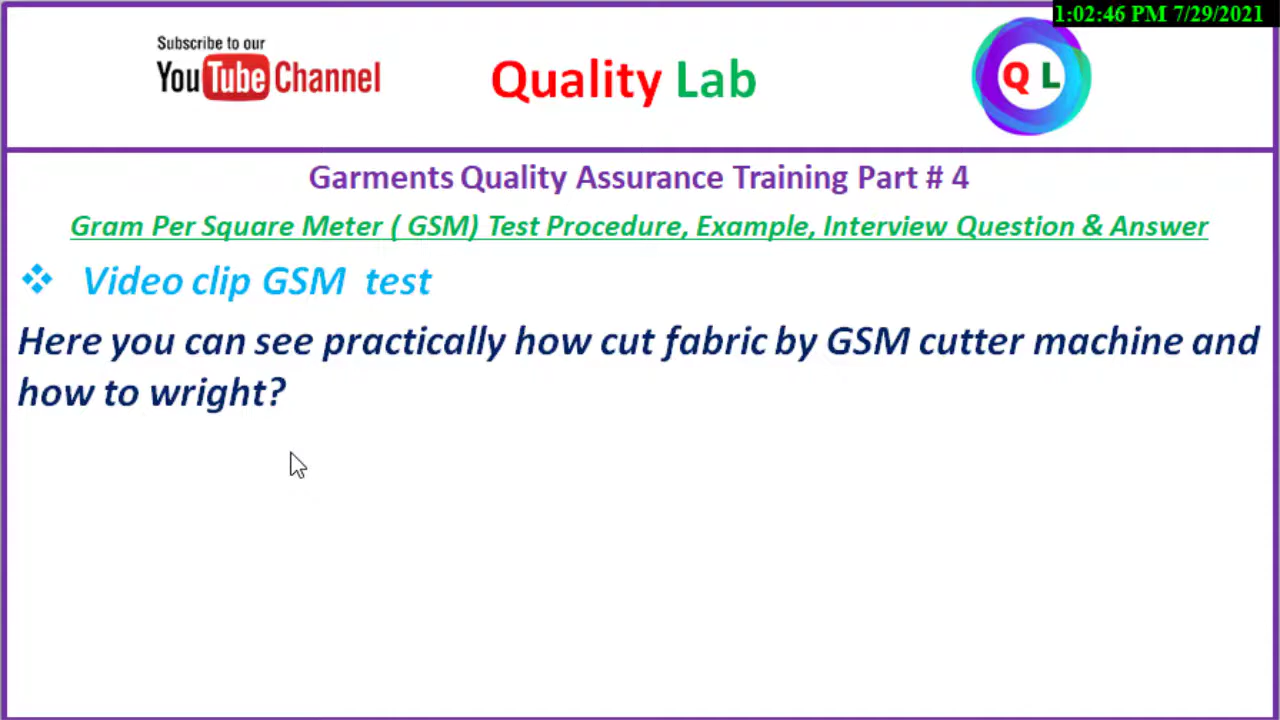 1:02:46 PM 7/29/2021
Subscribe to our
YouTube Channel
Quality Lab
Q L
Garments Quality Assurance Training Part # 4
Gram Per Square Meter ( GSM) Test Procedure, Example, Interview Question & Answer
Video clip GSM test
Here you can see practically how cut fabric by GSM cutter machine and
how to wright?